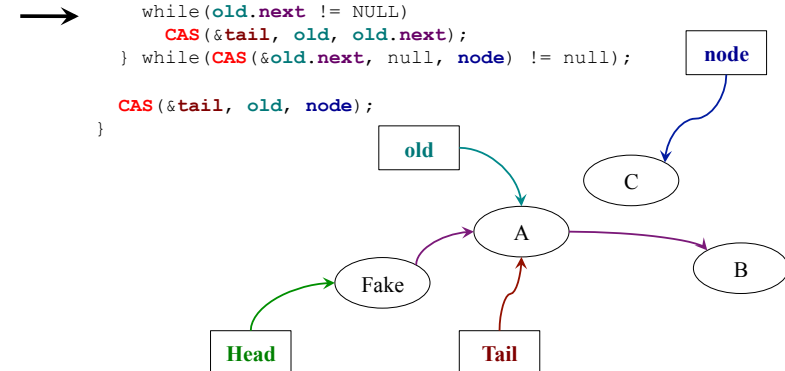 while(old.next != NULL)
CAS(&tail, old, old.next);
} while(CAS(&old.next, null, node) != null);
CAS(&tail, old, node);
}
node
old
C
A
B
Fake
Head
Tail